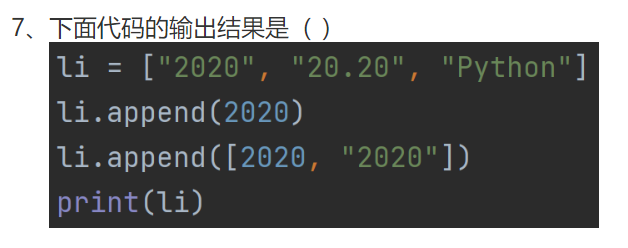 7、下面代码的输出结果是（ ）
li = ["2020", "20.20", "Python"]
li.append(2020)
li.append([2020, "2020"])
print(li)